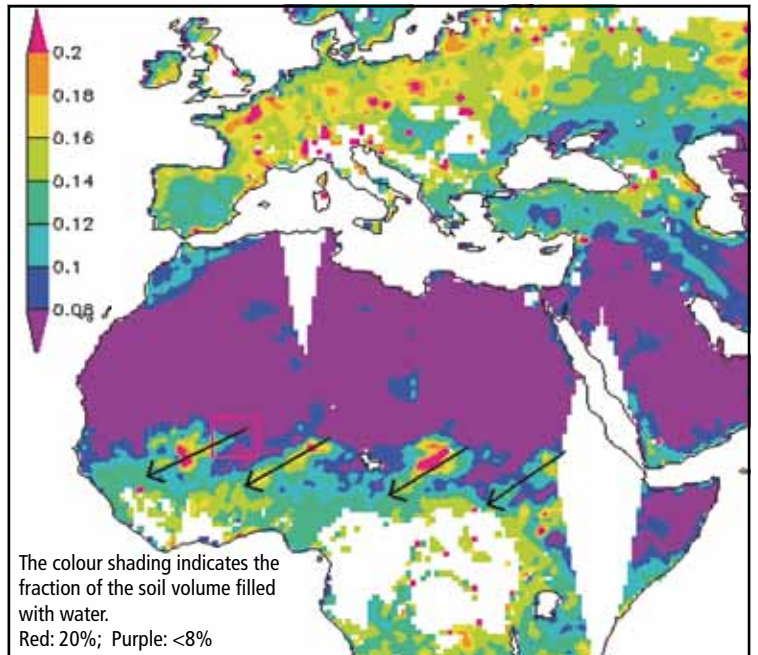 0.2
0.18
0.16
0.14
0.12
0.1
0.08
The colour shading indicates the
fraction of the soil volume filled
with water.
Red: 20%; Purple: <8%